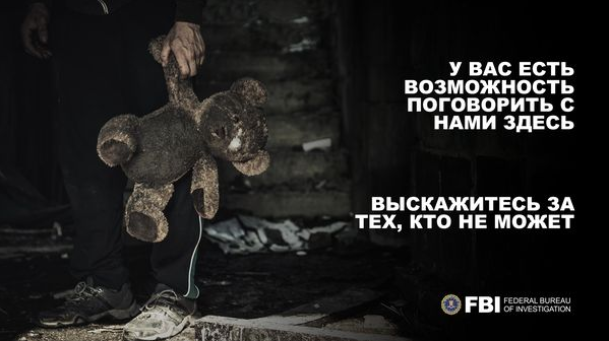 У ВАС ЕСТЬ
ВОЗМОЖНОСТЬ
ПОГОВОРИТЬ С
НАМИ ЗДЕСЬ
ВЫСКАЖИТЕСЬ ЗА
ТЕХ, КТО НЕ МОЖЕТ
FBI FEDERAL BUREAU
OF INVESTIGATION